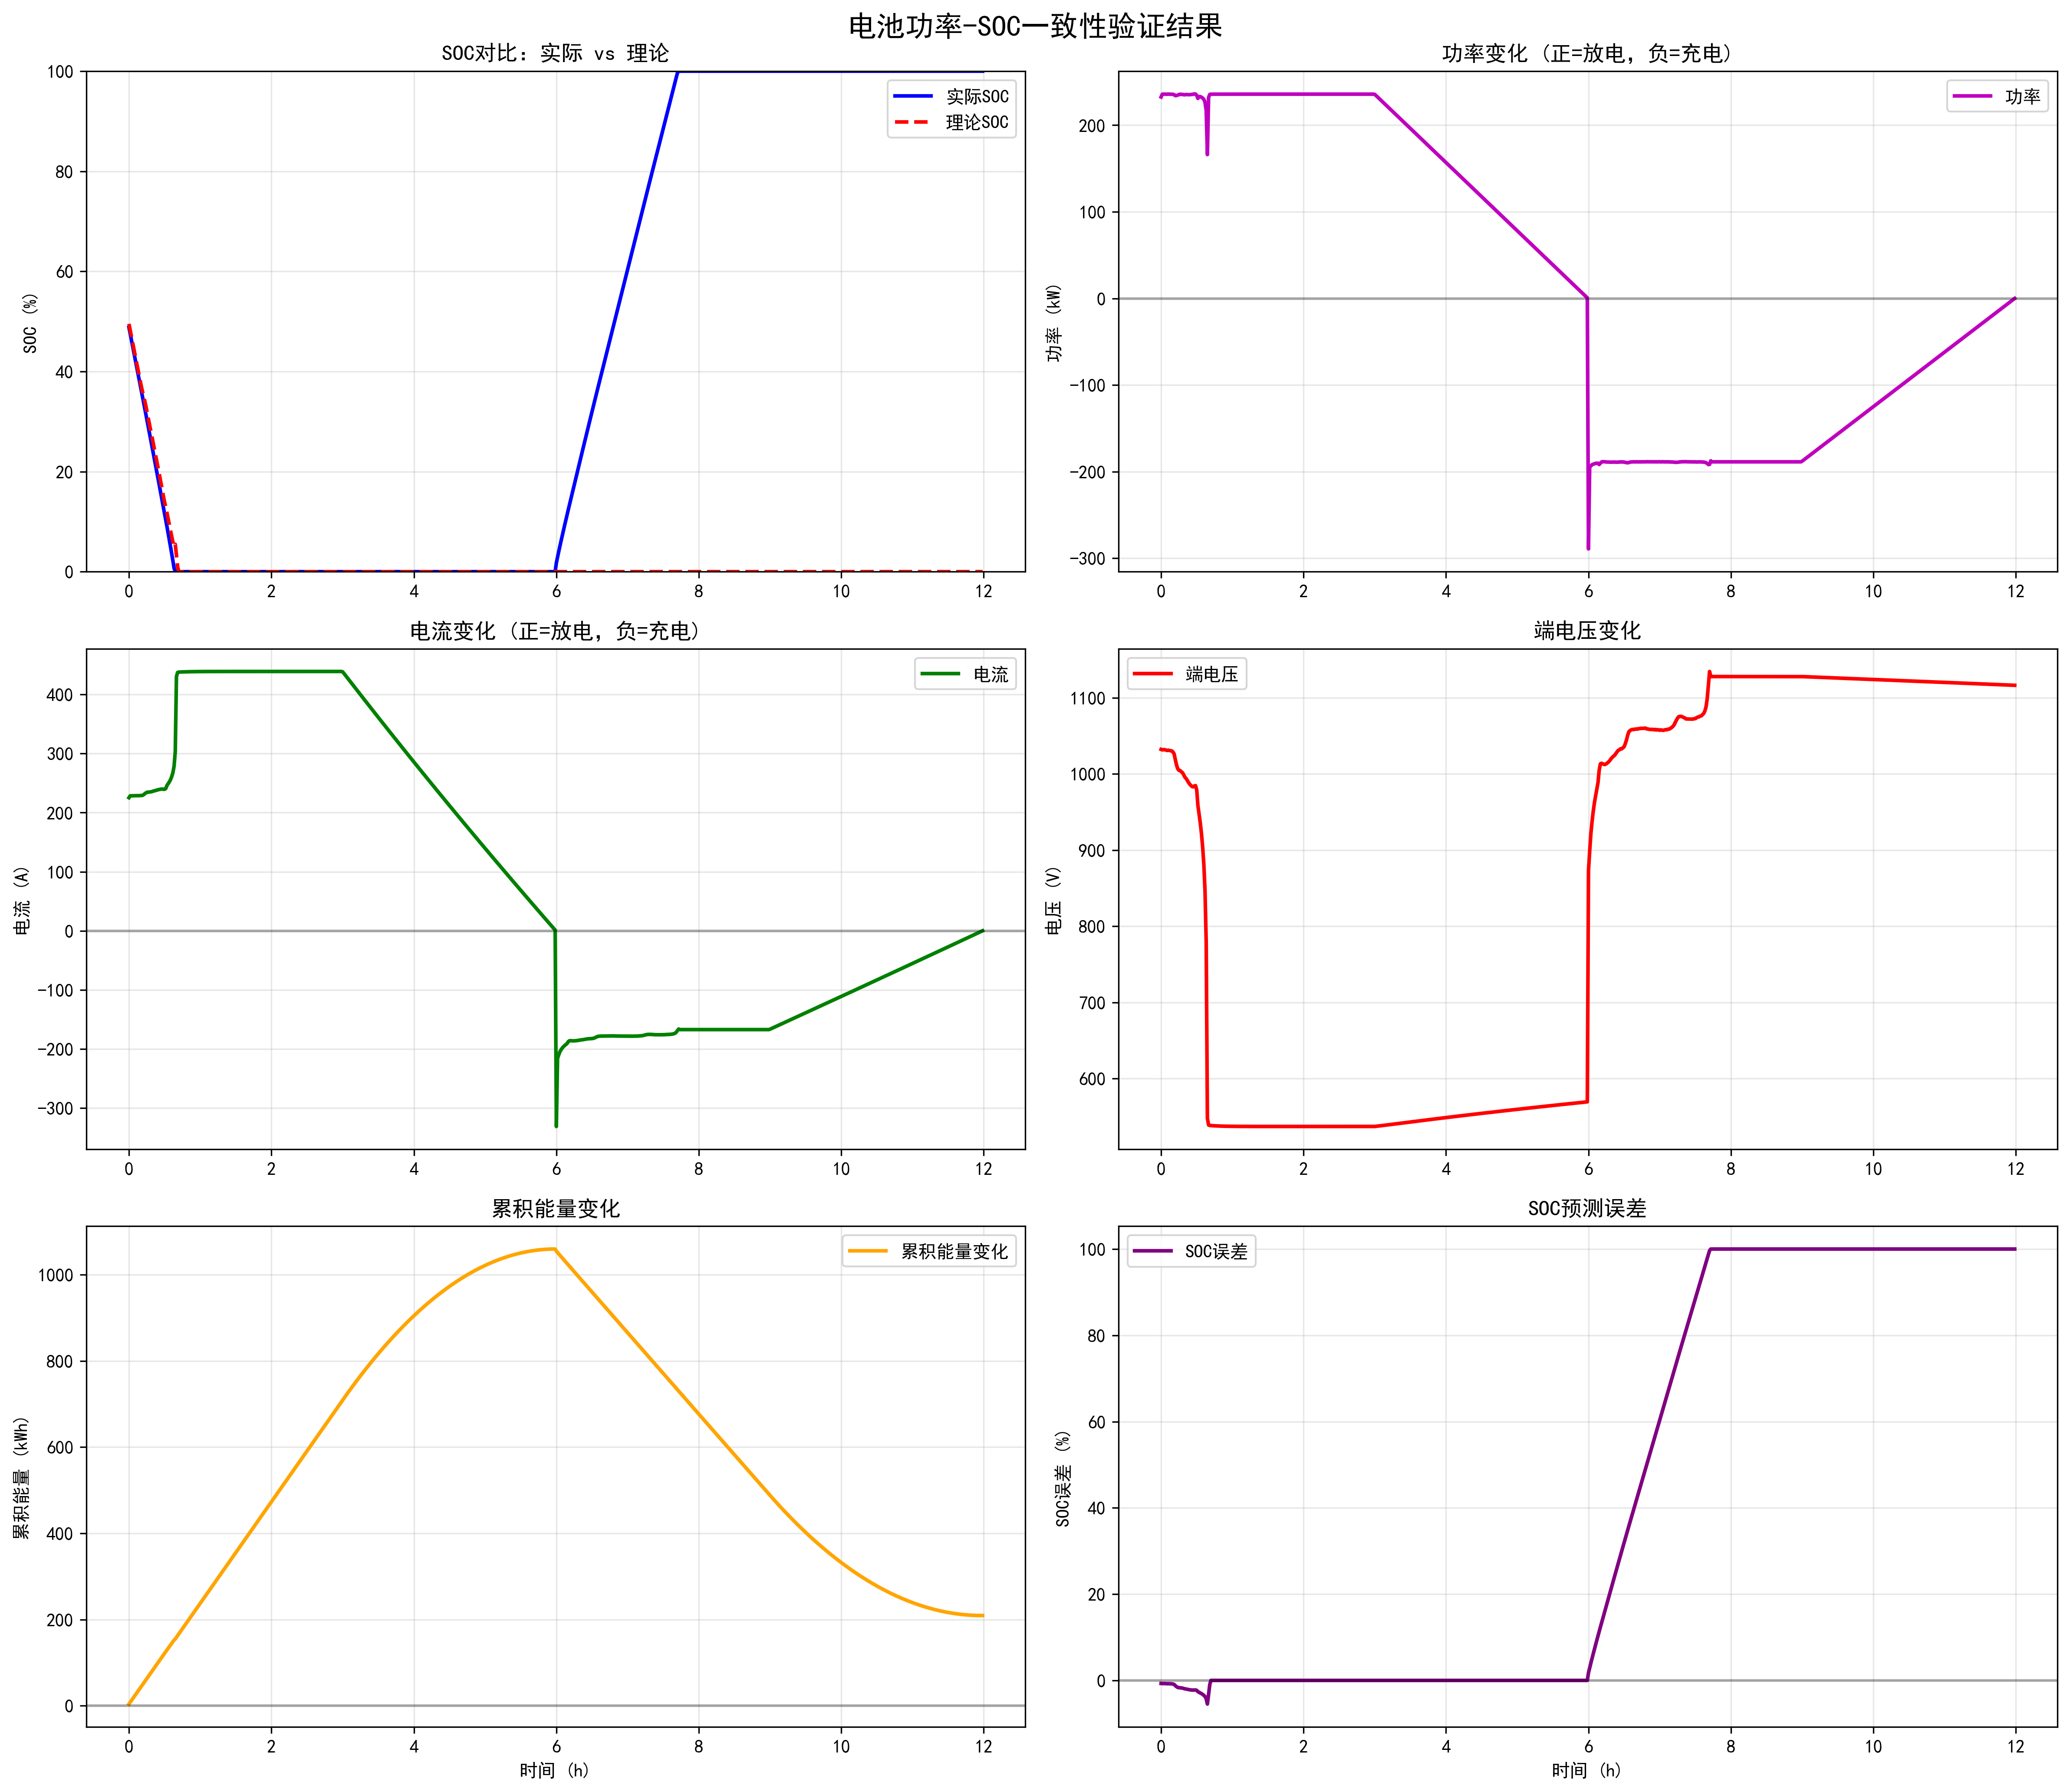 电池功率-SOC一致性验证结果
SOC对比: 实际 vs 理论
SOC (%)
100
80
60
40
20
0
实际SOC
理论SOC
0 2 4 6 8 10 12
功率变化 (正=放电, 负=充电)
功率 (kW)
200
100
0
−100
−200
−300
功率
0 2 4 6 8 10 12
电流变化 (正=放电, 负=充电)
电流 (A)
400
300
200
100
0
−100
−200
−300
电流
0 2 4 6 8 10 12
端电压变化
电压 (V)
1100
1000
900
800
700
600
端电压
0 2 4 6 8 10 12
累积能量变化
累积能量 (kWh)
1000
800
600
400
200
0
累积能量变化
0 2 4 6 8 10 12
时间 (h)
SOC预测误差
SOC误差 (%)
100
80
60
40
20
0
SOC误差
0 2 4 6 8 10 12
时间 (h)